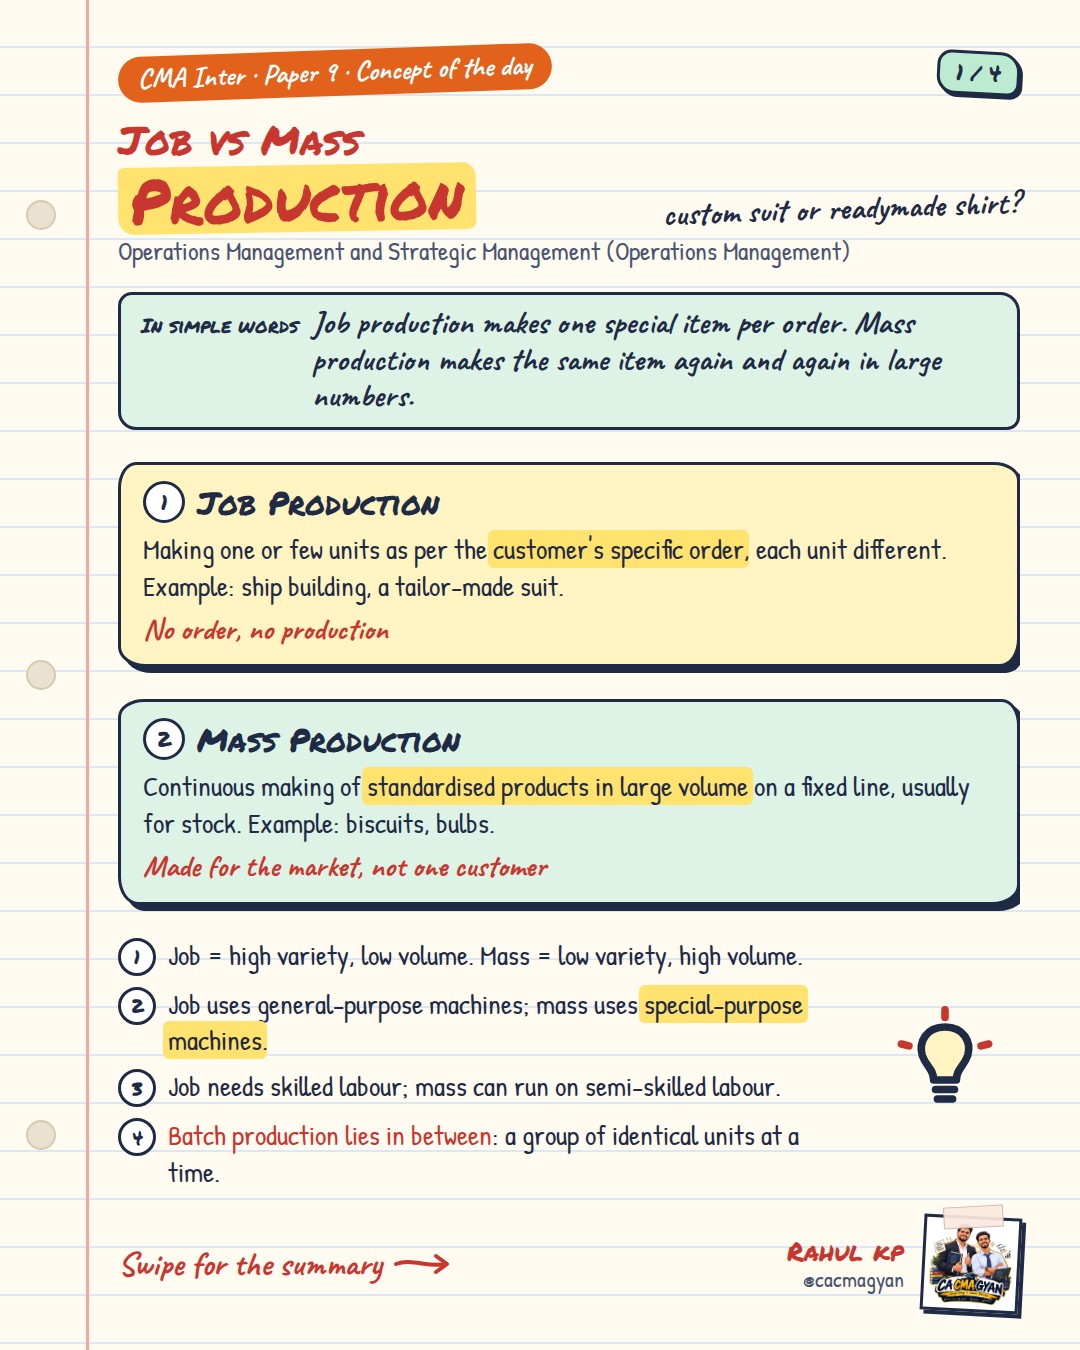 CMA Inter · Paper 9 · Concept of the day
1 / 4
Job vs Mass
Production
custom suit or readymade shirt?
Operations Management and Strategic Management (Operations Management)
In simple words Job production makes one special item per order. Mass
production makes the same item again and again in large
numbers.
1 Job Production
Making one or few units as per the customer's specific order, each unit different.
Example: ship building, a tailor-made suit.
No order, no production
2 Mass Production
Continuous making of standardised products in large volume on a fixed line, usually
for stock. Example: biscuits, bulbs.
Made for the market, not one customer
1 Job = high variety, low volume. Mass = low variety, high volume.
2 Job uses general-purpose machines; mass uses special-purpose
machines.
3 Job needs skilled labour; mass can run on semi-skilled labour.
4 Batch production lies in between: a group of identical units at a
time.
Swipe for the summary
Rahul KP
@cacmagyan
CA CMA GYAN